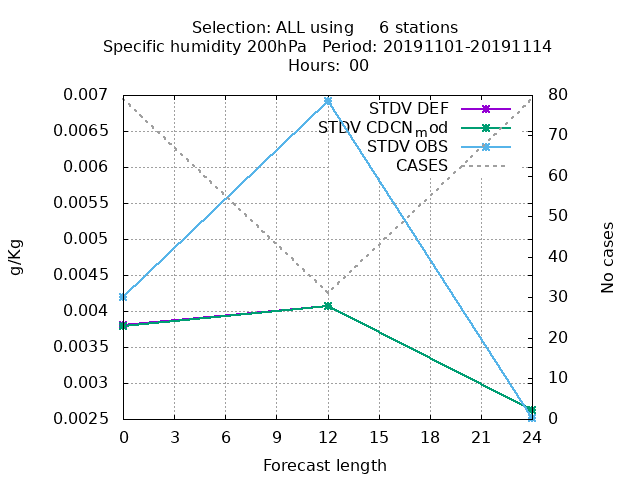 Selection: ALL using     6 stations
Specific humidity 200hPa   Period: 20191101-20191114
Hours: 00
g/Kg
0.007
0.0065
0.006
0.0055
0.005
0.0045
0.004
0.0035
0.003
0.0025
STDV DEF
STDV CDCNmod
STDV OBS
CASES
80
70
60
50
40
30
20
10
0
No cases
0 3 6 9 12 15 18 21 24
Forecast length